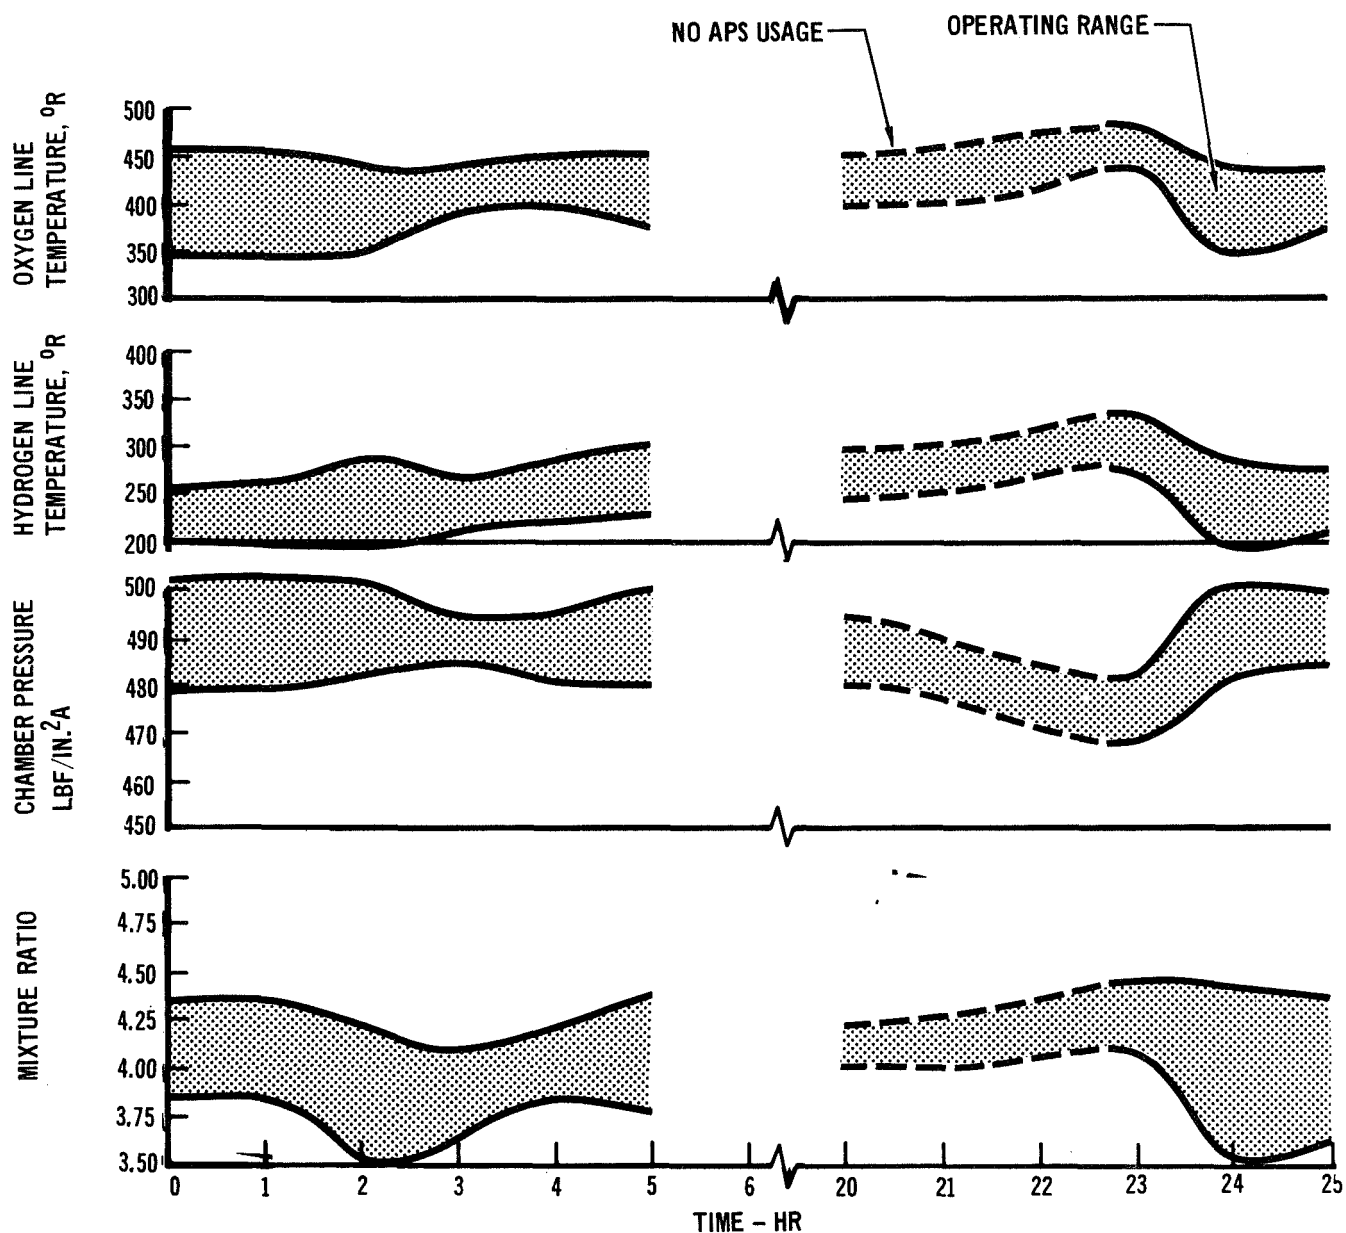 NO APS USAGE
OPERATING RANGE
OXYGEN LINE
TEMPERATURE, °R
500
450
400
350
300
HYDROGEN LINE
TEMPERATURE, °R
400
350
300
250
200
CHAMBER PRESSURE
LBF/IN.²A
500
490
480
470
460
450
MIXTURE RATIO
5.00
4.75
4.50
4.25
4.00
3.75
3.50
0 1 2 3 4 5 6 20 21 22 23 24 25
TIME – HR